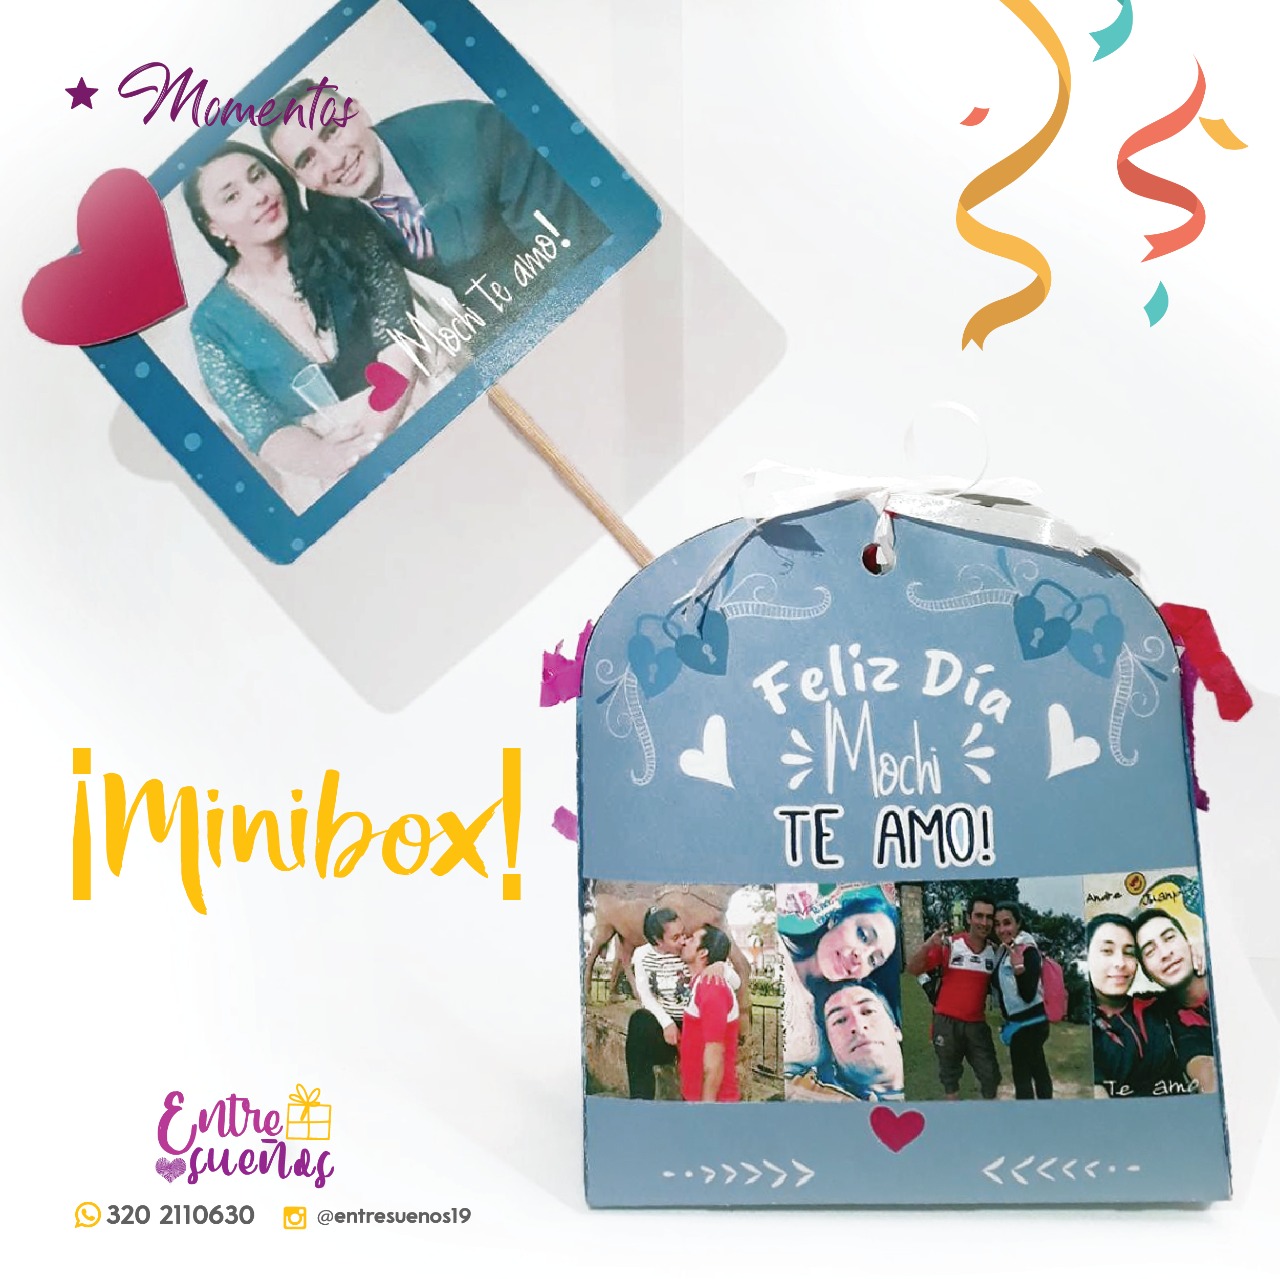 Momentos
Mochi te amo!
Feliz Día
Mochi
TE AMO!
¡Minibox!
Te amo
Entre
sueños
320 2110630
@entresuenos19